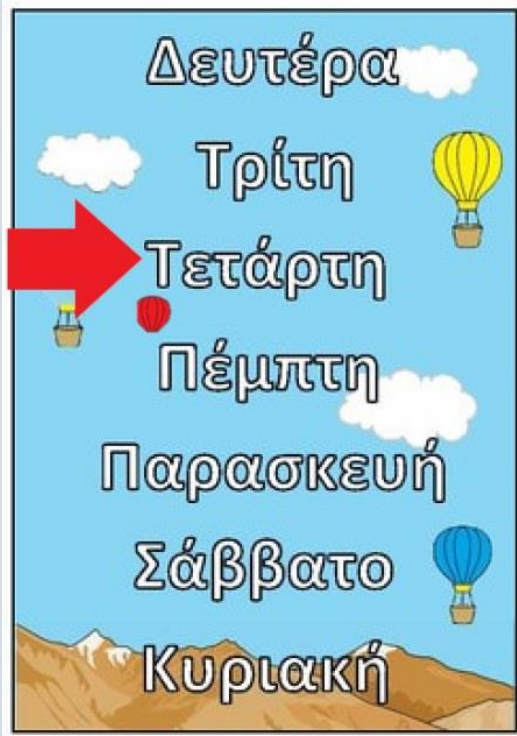 Δευτέρα
Τρίτη
Τετάρτη
Πέμπτη
Παρασκευή
Σάββατο
Κυριακή